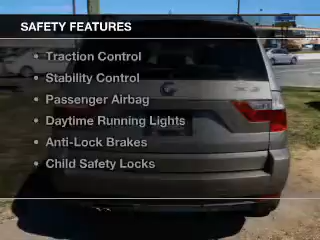 SAFETY FEATURES
• Traction Control
• Stability Control
• Passenger Airbag
• Daytime Running Lights
• Anti-Lock Brakes
• Child Safety Locks